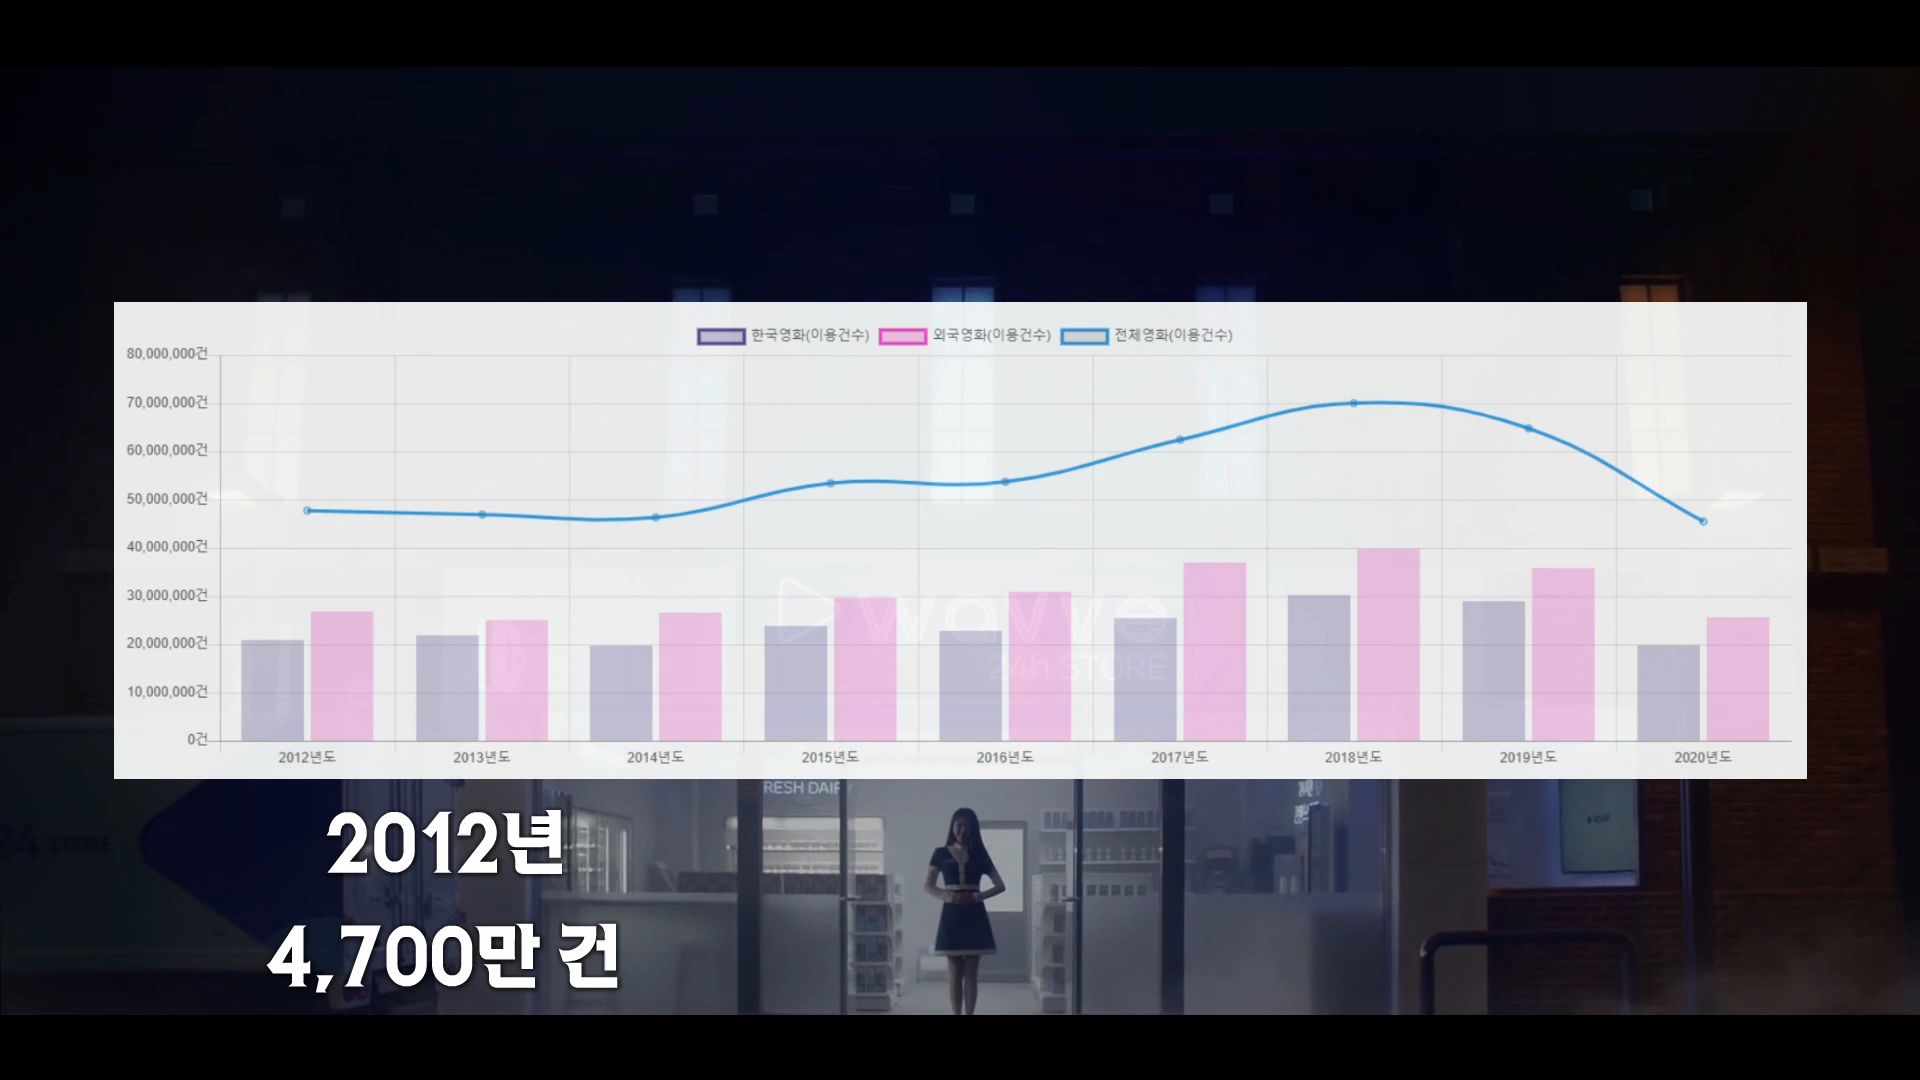 한국영화(이용건수) 외국영화(이용건수) 전체영화(이용건수)
80,000,000건
70,000,000건
60,000,000건
50,000,000건
40,000,000건
30,000,000건
20,000,000건
10,000,000건
0건
wavve
24h STORE
2012년도 2013년도 2014년도 2015년도 2016년도 2017년도 2018년도 2019년도 2020년도
RESH DAIRY
24 STORE
2012년
4,700만 건